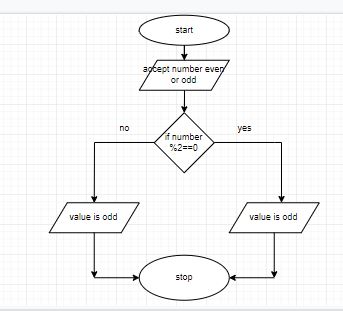 start
accept number even
or odd
no
yes
if number
%2==0
value is odd
value is odd
stop